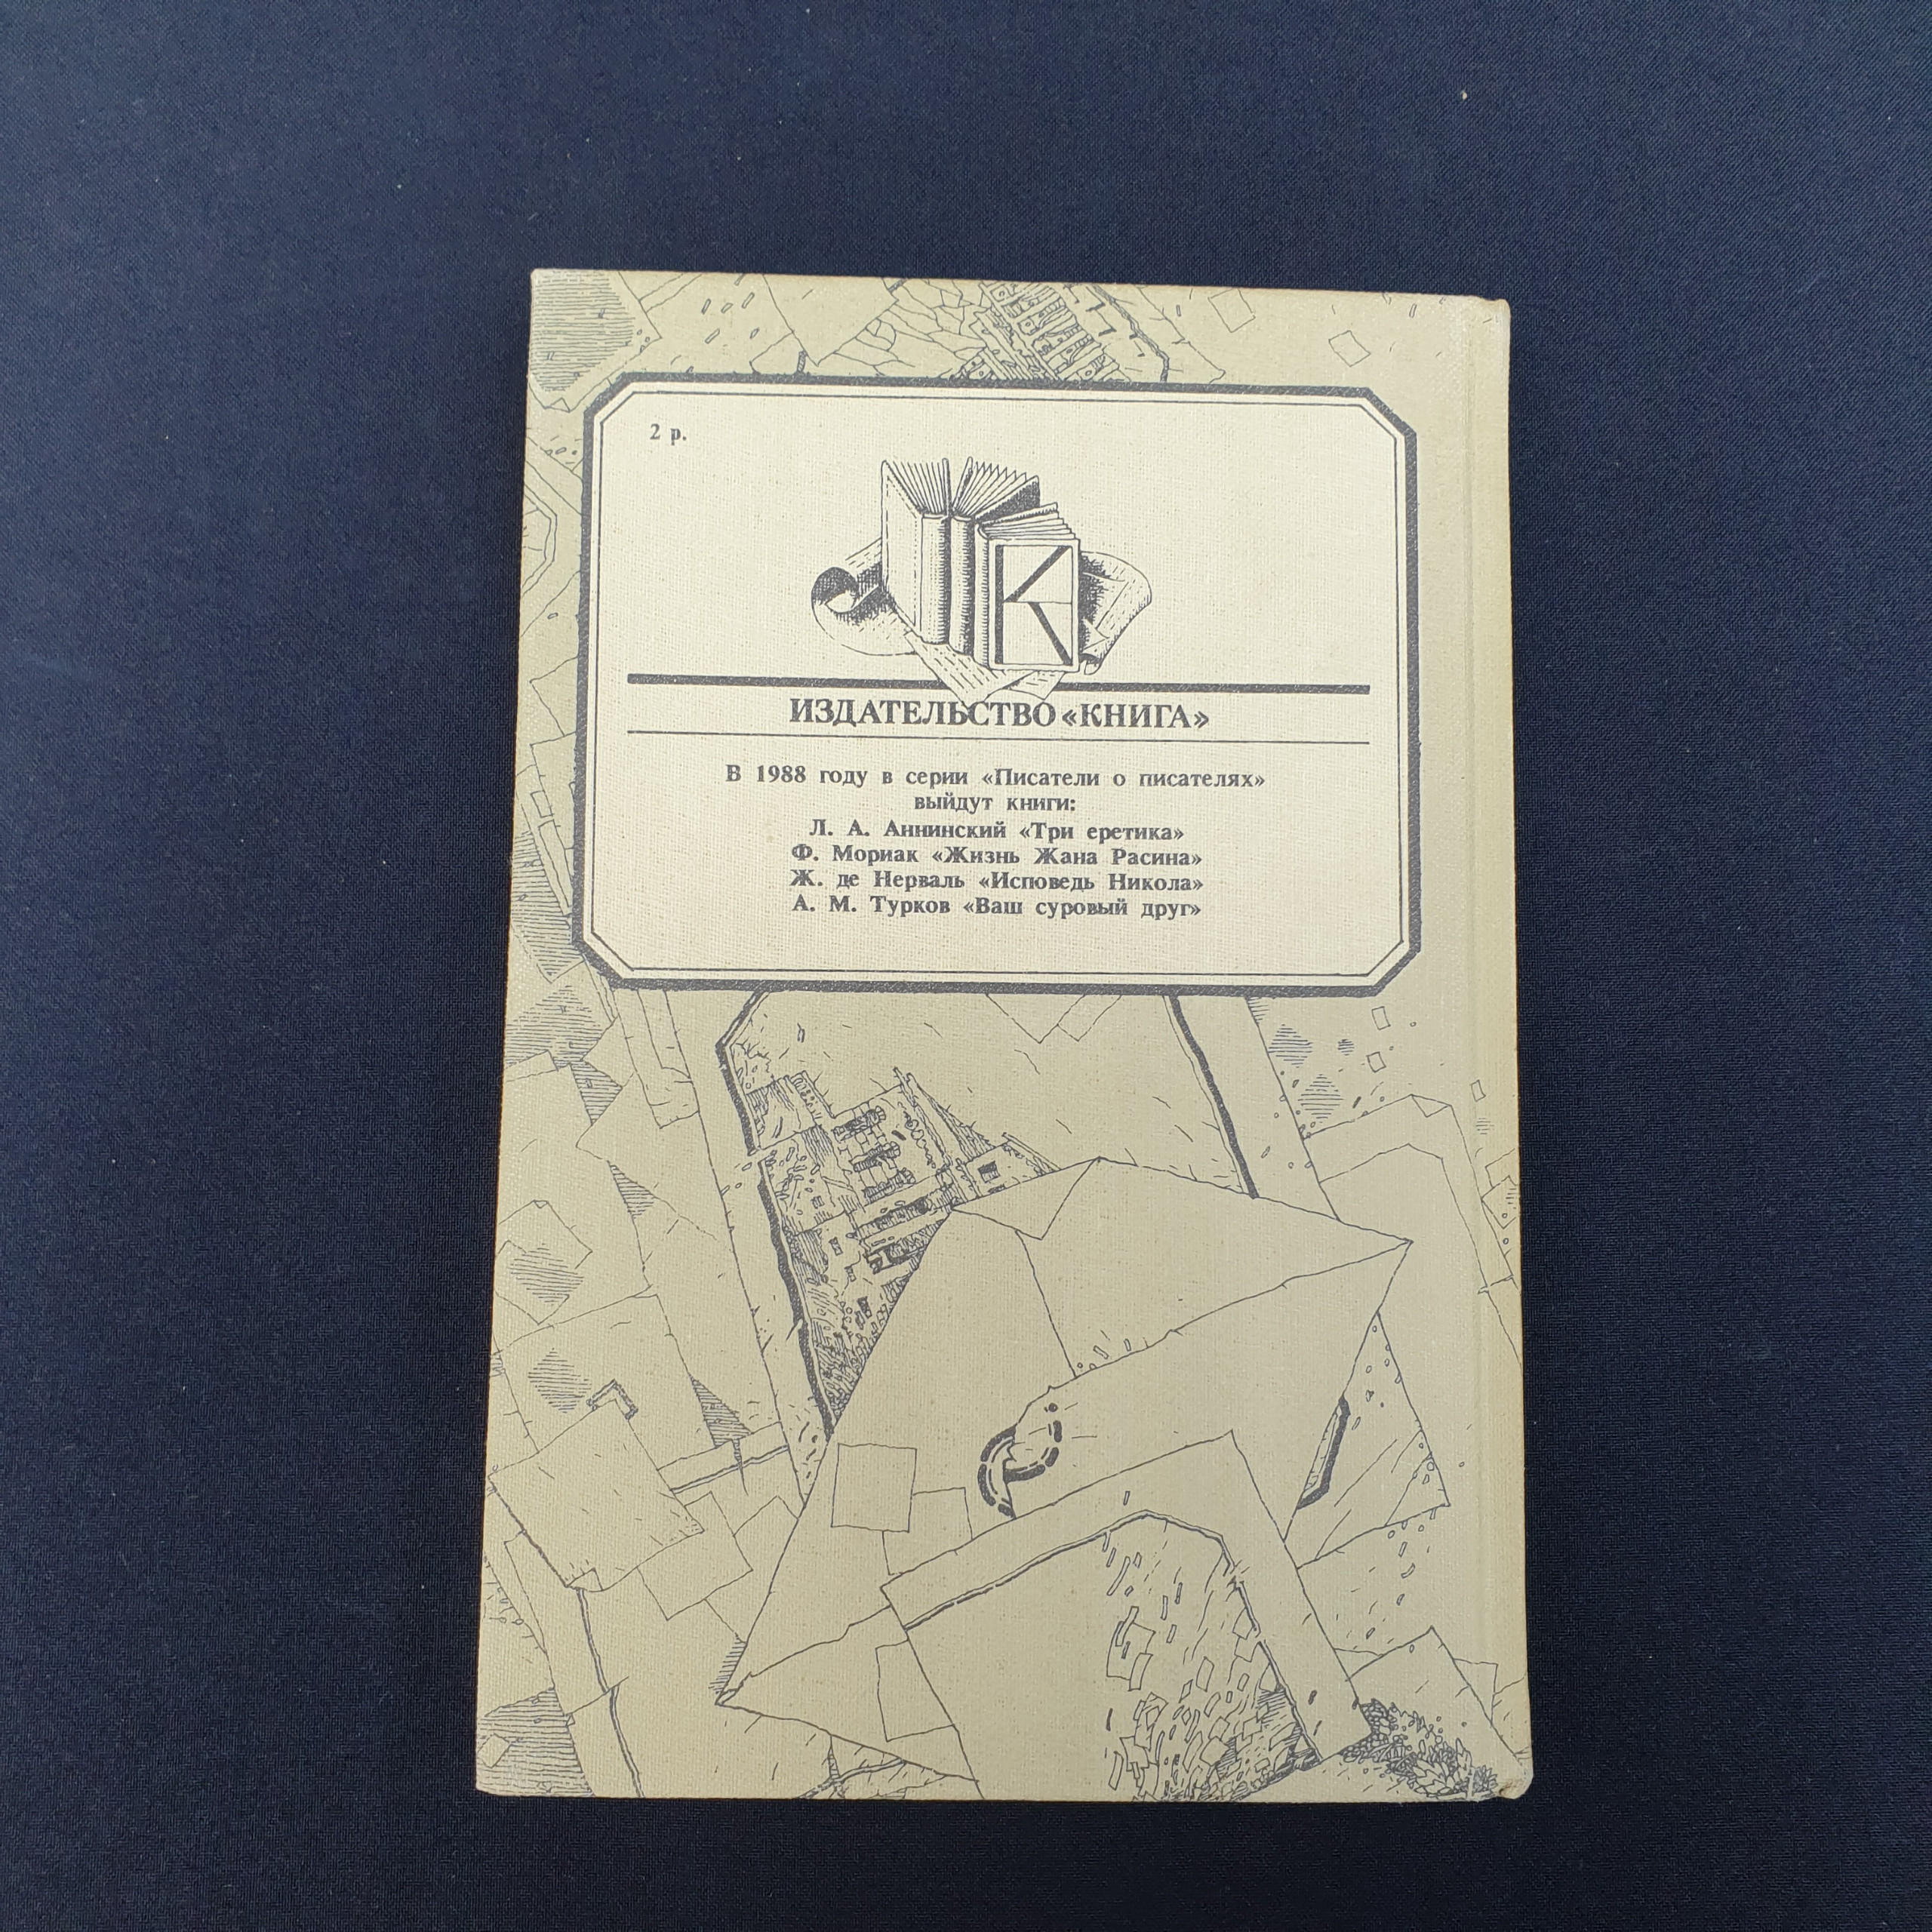 2 р.
К
ИЗДАТЕЛЬСТВО «КНИГА»
В 1988 году в серии «Писатели о писателях»
выйдут книги:
Л. А. Аннинский «Три еретика»
Ф. Мориак «Жизнь Жана Расина»
Ж. де Нерваль «Исповедь Никола»
А. М. Турков «Ваш суровый друг»